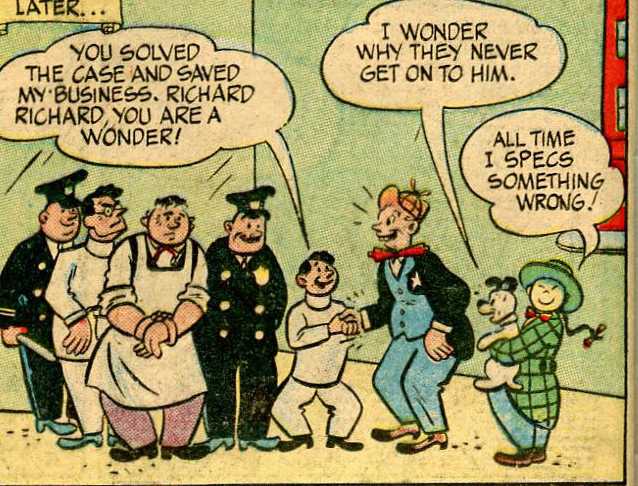 LATER...
YOU SOLVED
THE CASE AND SAVED
MY BUSINESS. RICHARD
RICHARD, YOU ARE A
WONDER!
I WONDER
WHY THEY NEVER
GET ON TO HIM.
ALL TIME
I SPECS
SOMETHING
WRONG!